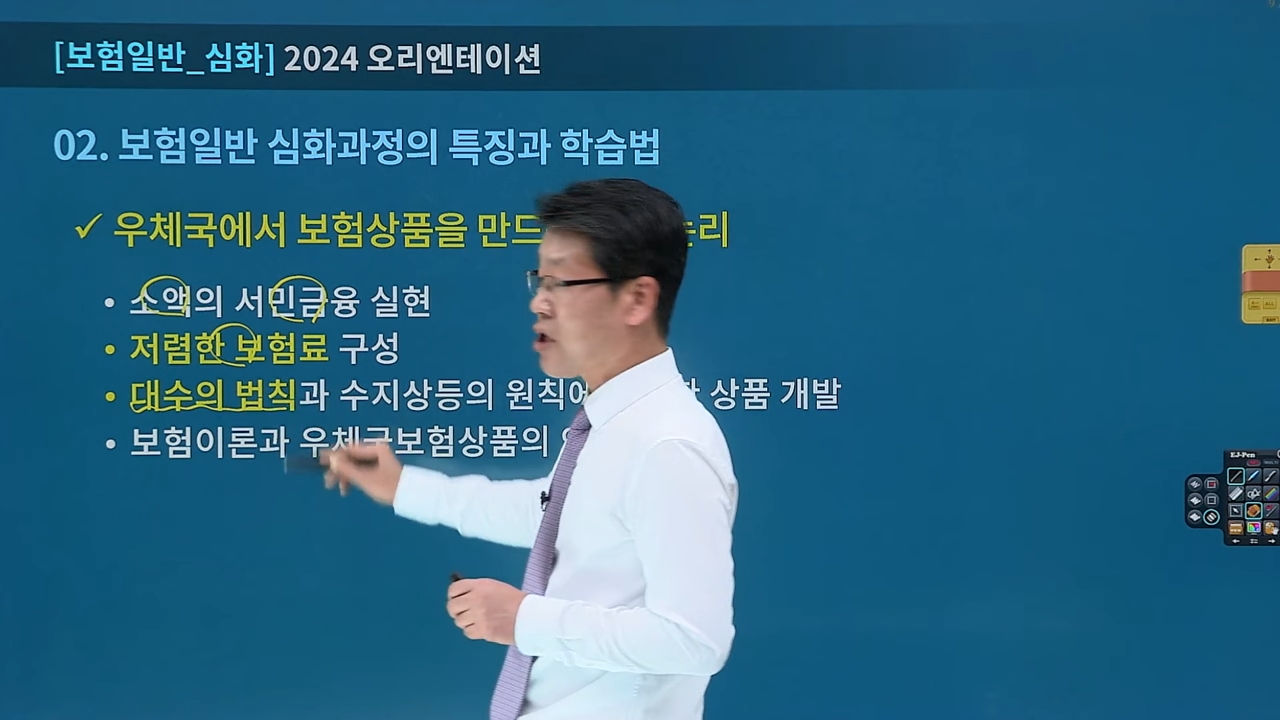 [보험일반_심화] 2024 오리엔테이션
02. 보험일반 심화과정의 특징과 학습법
✓ 우체국에서 보험상품을 만드 논리
• 소액의 서민금융 실현
• 저렴한 보험료 구성
• 대수의 법칙과 수지상등의 원칙에 상품 개발
• 보험이론과 우체국보험상품의
EJ-Pen